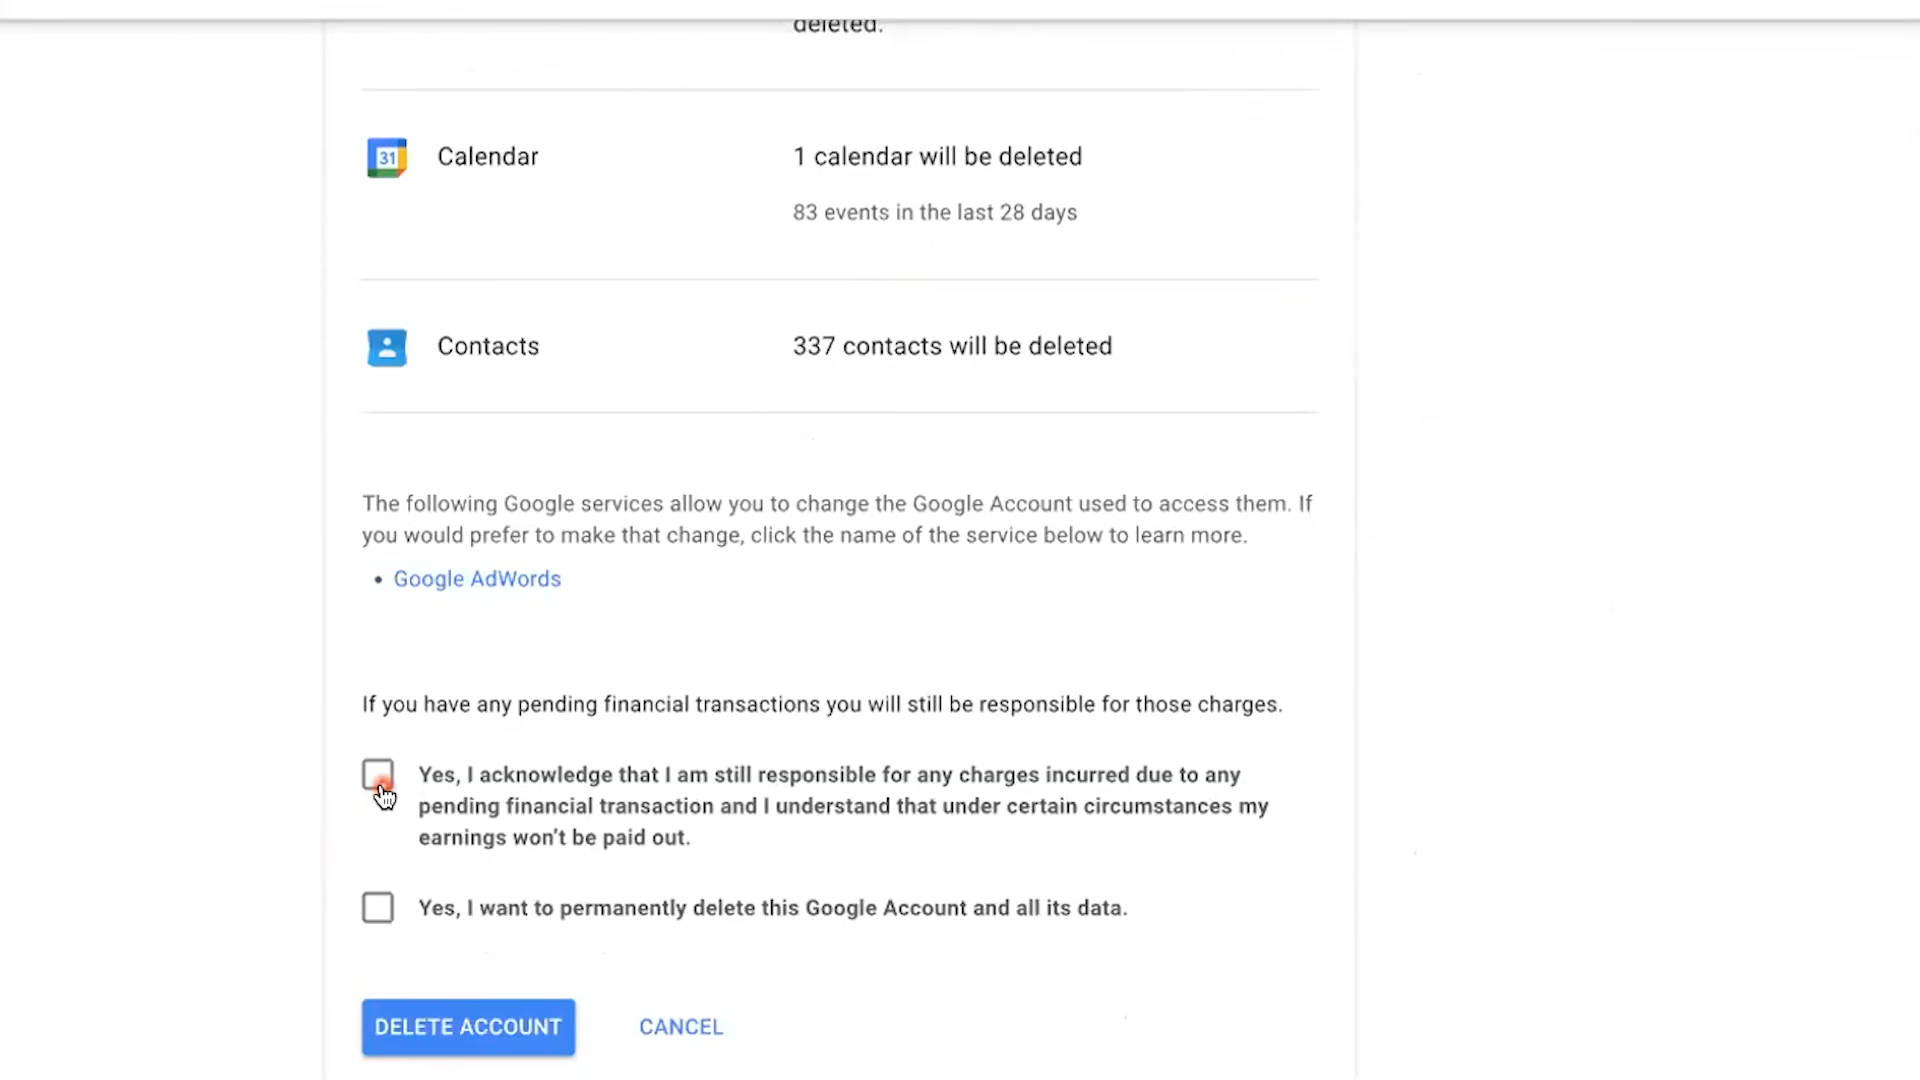 deleted.
31
Calendar
1 calendar will be deleted
83 events in the last 28 days
Contacts
337 contacts will be deleted
The following Google services allow you to change the Google Account used to access them. If
you would prefer to make that change, click the name of the service below to learn more.
• Google AdWords
If you have any pending financial transactions you will still be responsible for those charges.
Yes, I acknowledge that I am still responsible for any charges incurred due to any
pending financial transaction and I understand that under certain circumstances my
earnings won't be paid out.
Yes, I want to permanently delete this Google Account and all its data.
DELETE ACCOUNT
CANCEL